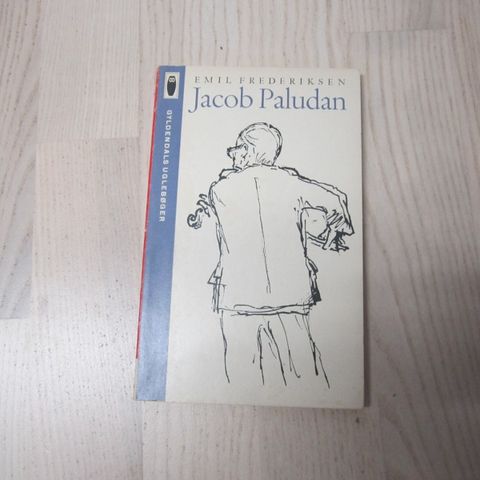 EMIL FREDERIKSEN
Jacob Paludan
GYLDENDALS UGLEBØGER